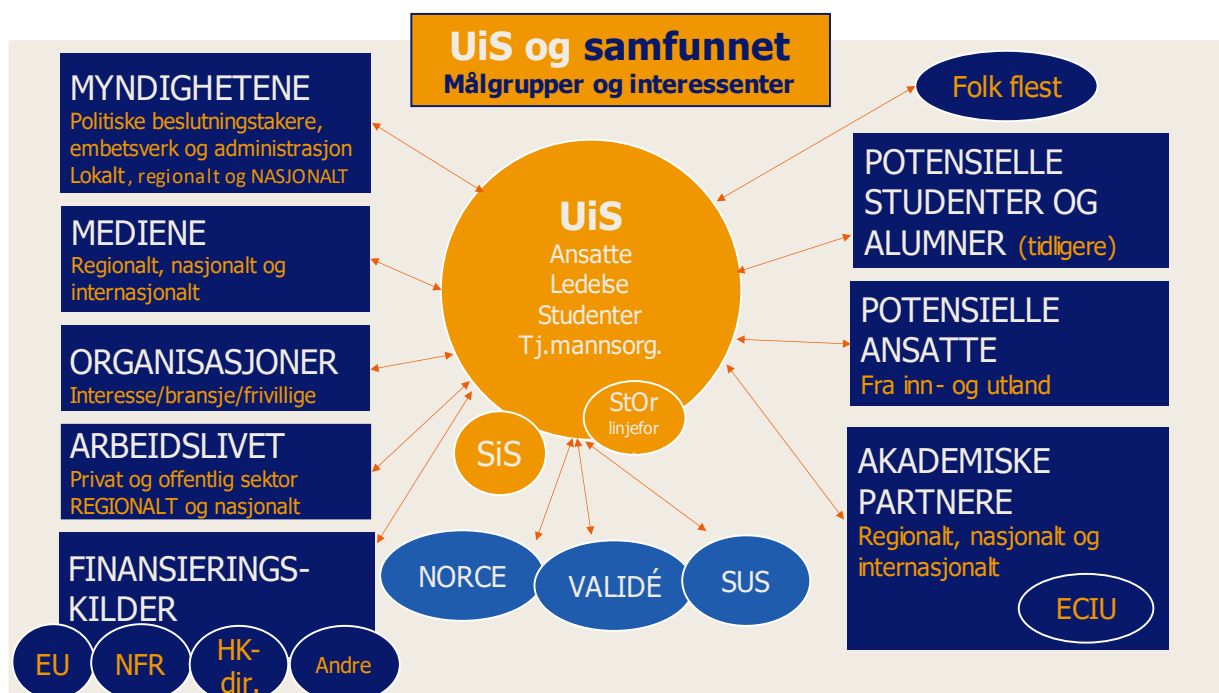 UiS og samfunnet
Målgrupper og interessenter
MYNDIGHETENE
Politiske beslutningstakere,
embetsverk og administrasjon
Lokalt, regionalt og NASJONALT
MEDIENE
Regionalt, nasjonalt og
internasjonalt
ORGANISASJONER
Interesse/bransje/frivillige
ARBEIDSLIVET
Privat og offentlig sektor
REGIONALT og nasjonalt
FINANSIERINGS-
KILDER
EU
NFR
HK-
dir.
Andre
UiS
Ansatte
Ledelse
Studenter
Tj.mannsorg.
StOr
linjefor
SiS
NORCE
VALIDÉ
SUS
Folk flest
POTENSIELLE
STUDENTER OG
ALUMNER (tidligere)
POTENSIELLE
ANSATTE
Fra inn- og utland
AKADEMISKE
PARTNERE
Regionalt, nasjonalt og
internasjonalt
ECIU